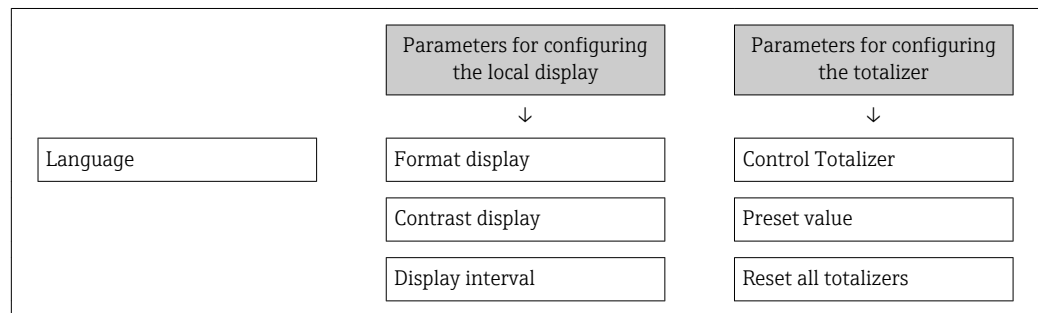 Parameters for configuring
the local display
Parameters for configuring
the totalizer
↓
↓
Language
Format display
Control Totalizer
Contrast display
Preset value
Display interval
Reset all totalizers